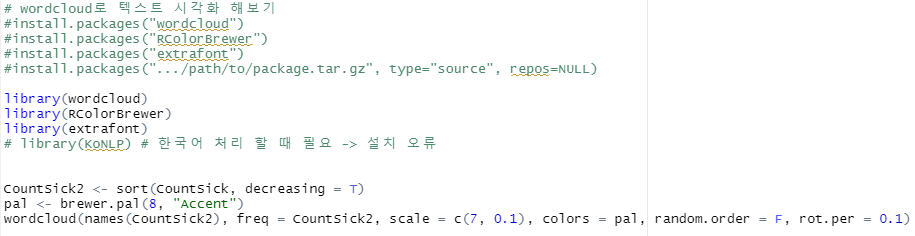 # wordcloud로 텍스트 시각화 해보기
#install.packages("wordcloud")
#install.packages("RColorBrewer")
#install.packages("extrafont")
#install.packages(".../path/to/package.tar.gz", type="source", repos=NULL)
library(wordcloud)
library(RColorBrewer)
library(extrafont)
# library(KoNLP) # 한국어 처리 할 때 필요 -> 설치 오류
CountSick2 <- sort(CountSick, decreasing = T)
pal <- brewer.pal(8, "Accent")
wordcloud(names(CountSick2), freq = CountSick2, scale = c(7, 0.1), colors = pal, random.order = F, rot.per = 0.1)